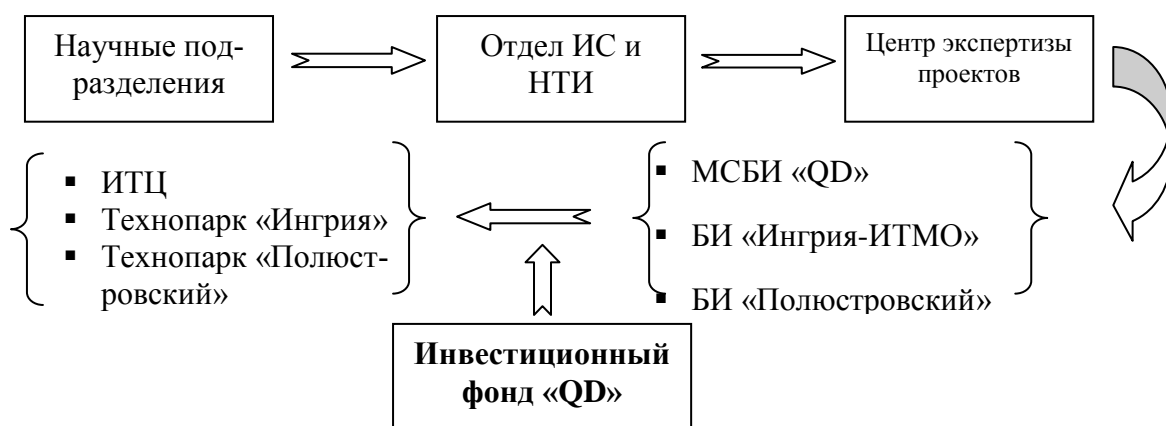 Научные под-
разделения
Отдел ИС и
НТИ
Центр экспертизы
проектов
▪ ИТЦ
▪ Технопарк «Ингрия»
▪ Технопарк «Полюст-
ровский»
▪ МСБИ «QD»
▪ БИ «Ингрия-ИТМО»
▪ БИ «Полюстровский»
Инвестиционный
фонд «QD»